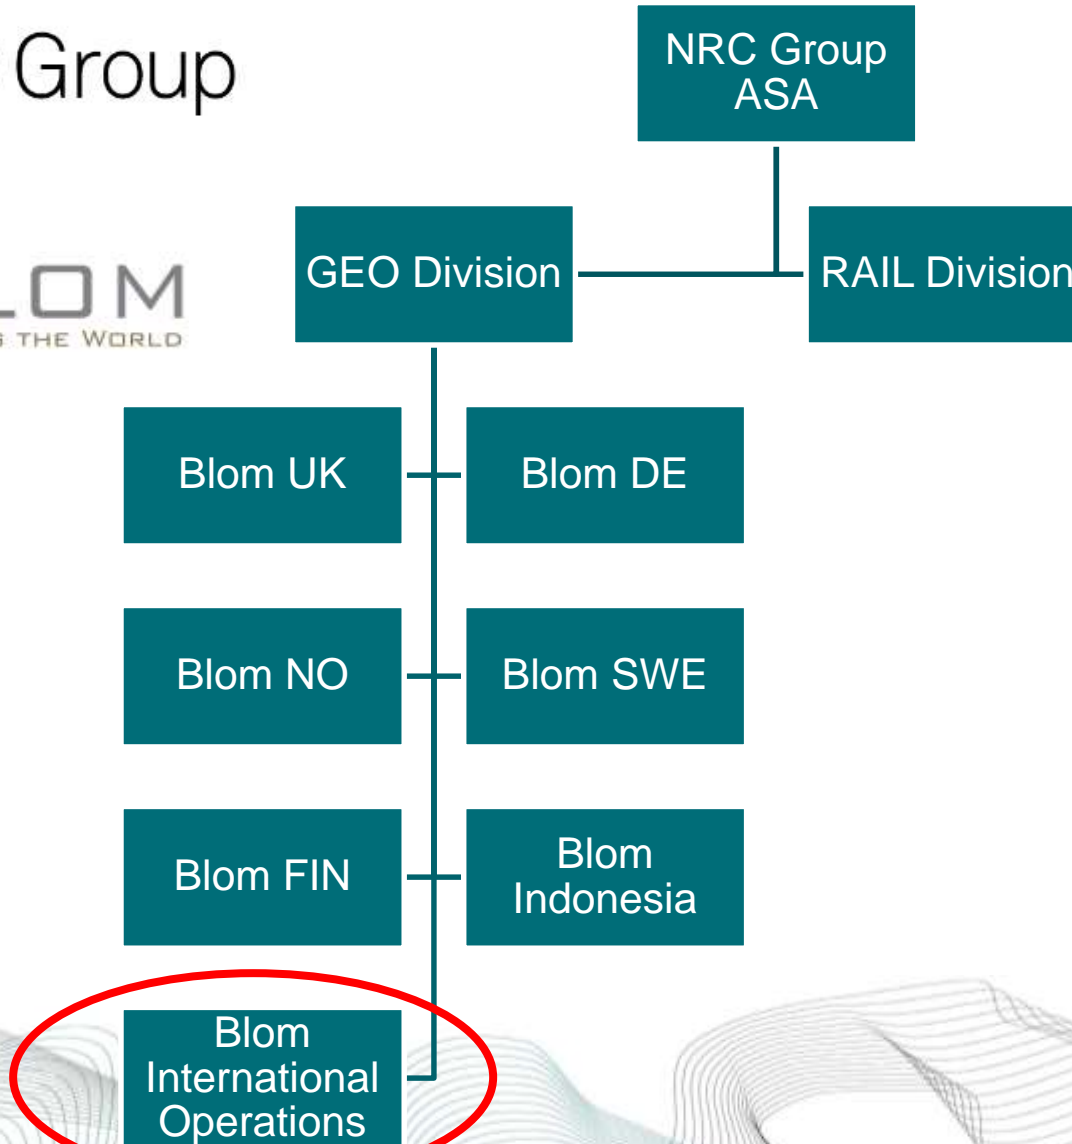 Group
NRC Group
ASA
GEO Division
RAIL Division
LOM
THE WORLD
Blom UK
Blom DE
Blom NO
Blom SWE
Blom FIN
Blom
Indonesia
Blom
International
Operations